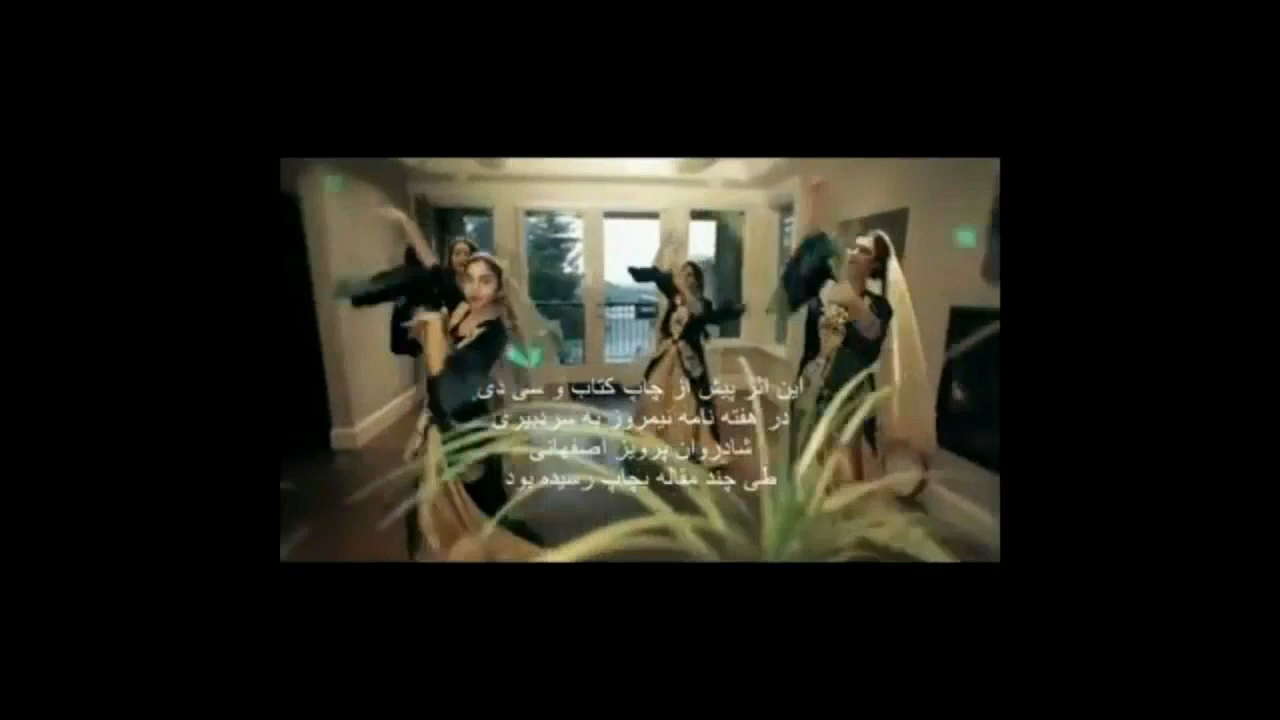 این اثر پیش از چاپ کتاب و سی دی
در هفته نامه نیمروز به سردبیری
شادروان پرویز اصفهانی
طی چند مقاله بچاپ رسیده بود